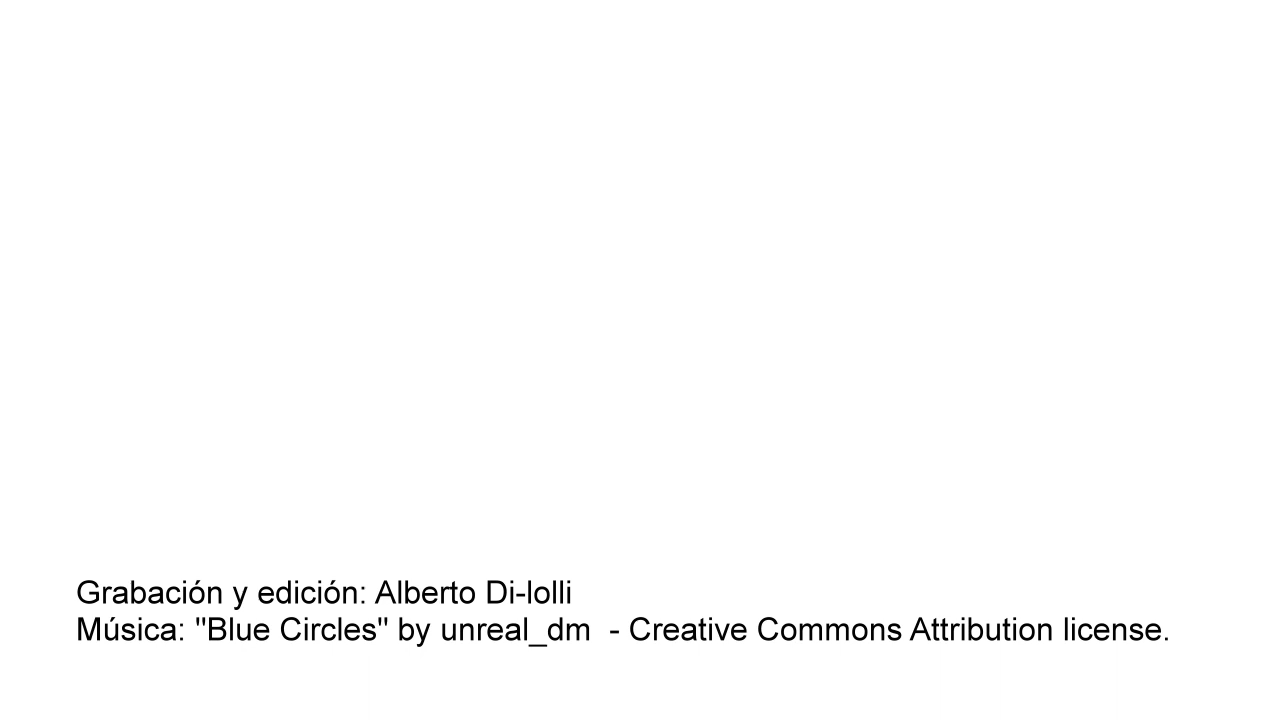 Grabación y edición: Alberto Di-lolli
Música: "Blue Circles" by unreal_dm - Creative Commons Attribution license.